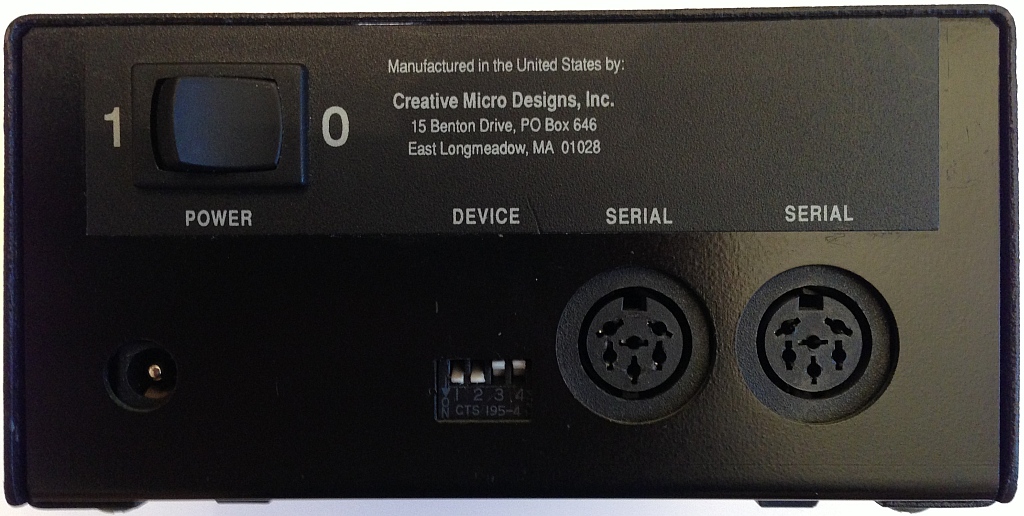 Manufactured in the United States by:
Creative Micro Designs, Inc.
15 Benton Drive, PO Box 646
East Longmeadow, MA 01028
1 0
POWER DEVICE SERIAL SERIAL
ON
1 2 3 4
CTS 195-4